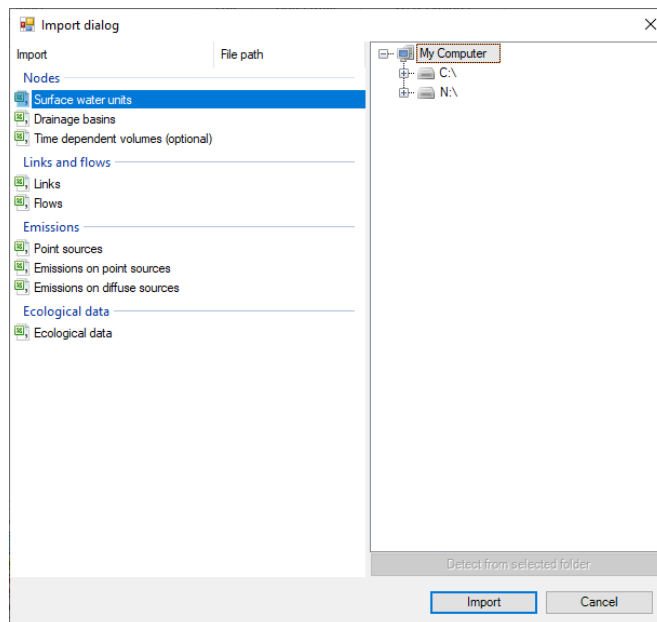 Import dialog
Import File path
Nodes
Surface water units
Drainage basins
Time dependent volumes (optional)
Links and flows
Links
Flows
Emissions
Point sources
Emissions on point sources
Emissions on diffuse sources
Ecological data
Ecological data
My Computer
C:\
N:\
Detect from selected folder
Import Cancel